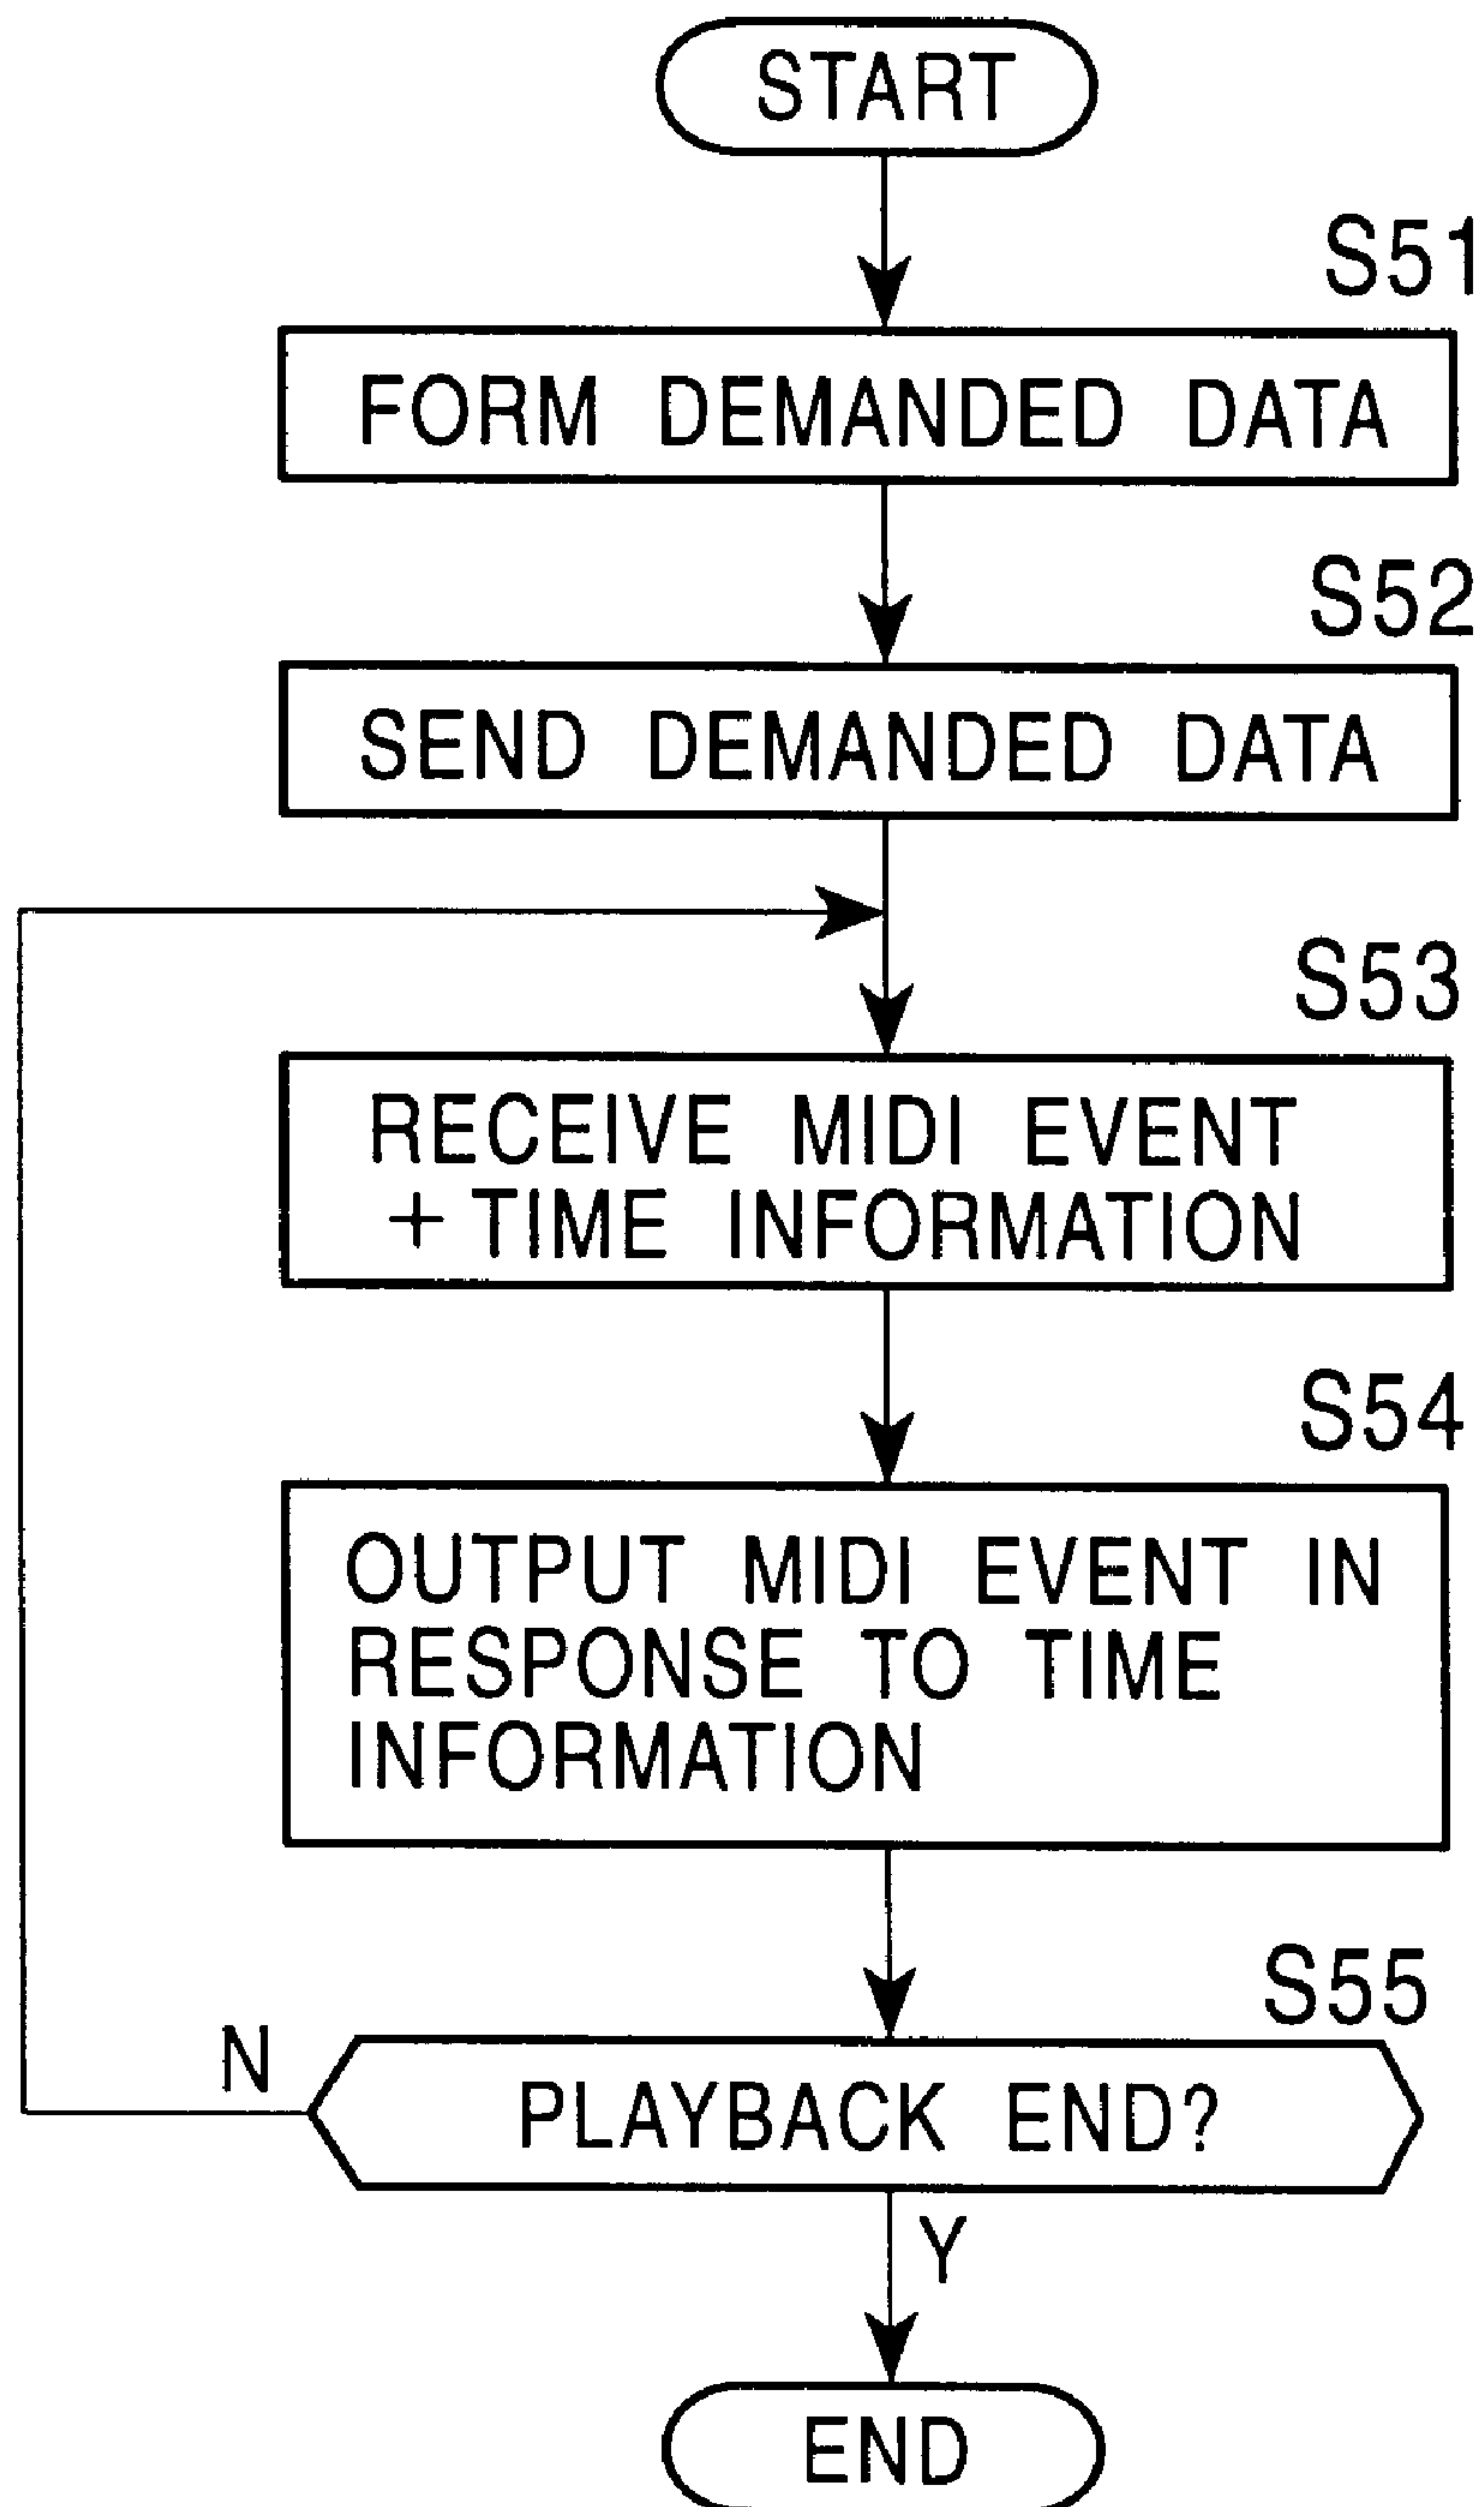 START
S51
FORM DEMANDED DATA
S52
SEND DEMANDED DATA
S53
RECEIVE MIDI EVENT
+ TIME INFORMATION
S54
OUTPUT MIDI EVENT IN
RESPONSE TO TIME
INFORMATION
S55
N
PLAYBACK END?
Y
END